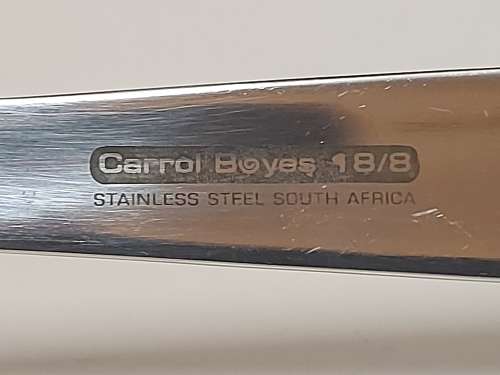 Carrol Boyes 18/8
STAINLESS STEEL SOUTH AFRICA